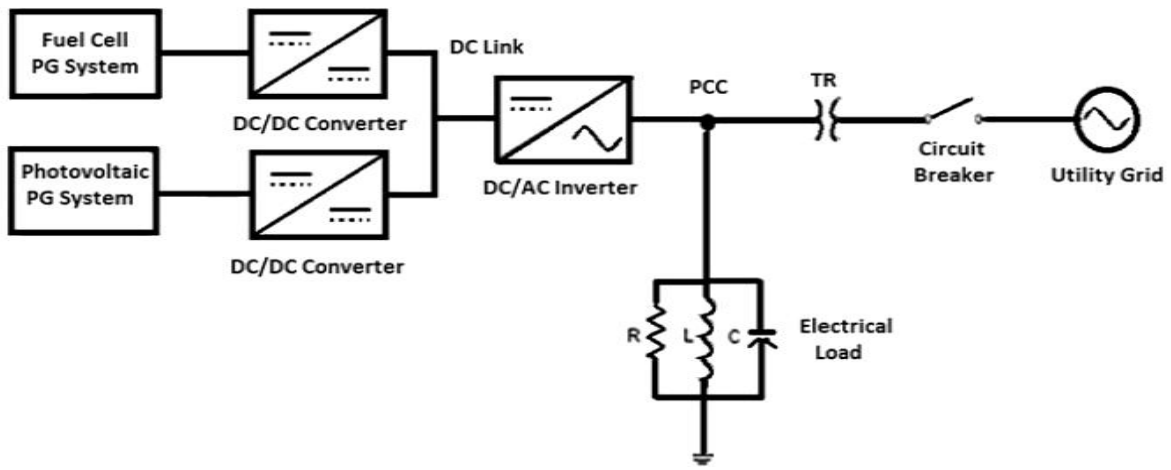 Fuel Cell
PG System
DC/DC Converter
DC Link
Photovoltaic
PG System
DC/DC Converter
DC/AC Inverter
PCC
TR
Circuit
Breaker
Utility Grid
R
L
C
Electrical
Load